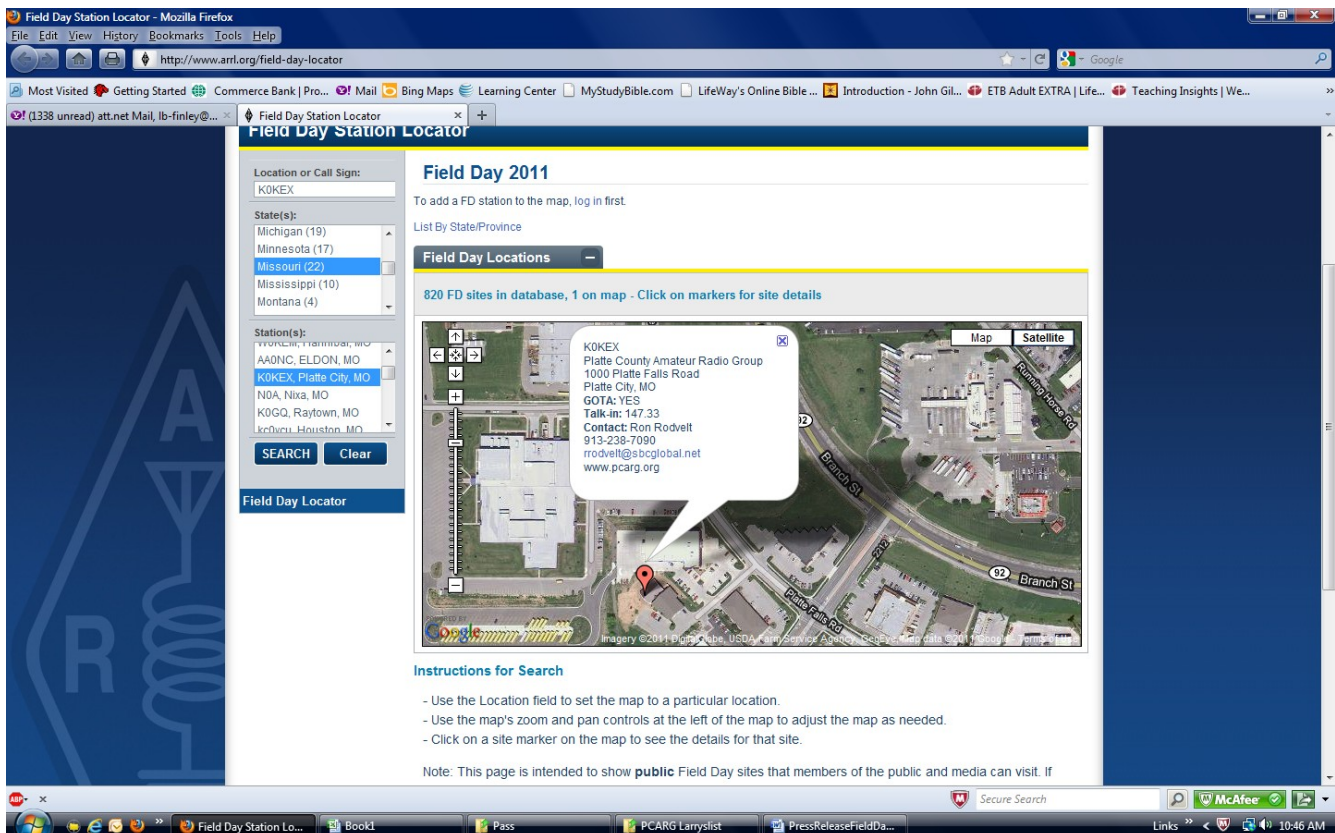 Field Day Station Locator - Mozilla Firefox
File Edit View History Bookmarks Tools Help
http://www.arrl.org/field-day-locator
Google
Most Visited Getting Started Commerce Bank | Pro... Mail Bing Maps Learning Center MyStudyBible.com LifeWay's Online Bible ... Introduction - John Gil... ETB Adult EXTRA | Life... Teaching Insights | We... »
(1338 unread) att.net Mail, lb-finley@... Field Day Station Locator
Field Day Station Locator
Location or Call Sign:
K0KEX
State(s):
Michigan (19)
Minnesota (17)
Missouri (22)
Mississippi (10)
Montana (4)
Station(s):
AA0NC, ELDON, MO
K0KEX, Platte City, MO
N0A, Nixa, MO
K0GQ, Raytown, MO
kc0vcu, Houston, MO
SEARCH Clear
Field Day Locator
Field Day 2011
To add a FD station to the map, log in first.
List By State/Province
Field Day Locations
820 FD sites in database, 1 on map - Click on markers for site details
Map Satellite
K0KEX
Platte County Amateur Radio Group
1000 Platte Falls Road
Platte City, MO
GOTA: YES
Talk-in: 147.33
Contact: Ron Rodvelt
913-238-7090
rrodvelt@sbcglobal.net
www.pcarg.org
Running Horse Rd
92
Branch St
2212
92 Branch St
Platte Falls Rd
POWERED BY
Google
Imagery ©2011 DigitalGlobe, USDA Farm Service Agency, GeoEye, Map data ©2011 Google - Terms of Use
Instructions for Search
- Use the Location field to set the map to a particular location.
- Use the map's zoom and pan controls at the left of the map to adjust the map as needed.
- Click on a site marker on the map to see the details for that site.
Note: This page is intended to show public Field Day sites that members of the public and media can visit. If
A
R
ABP
Secure Search
McAfee
Field Day Station Lo... Book1 Pass PCARG Larryslist PressReleaseFieldDa... Links » 10:46 AM